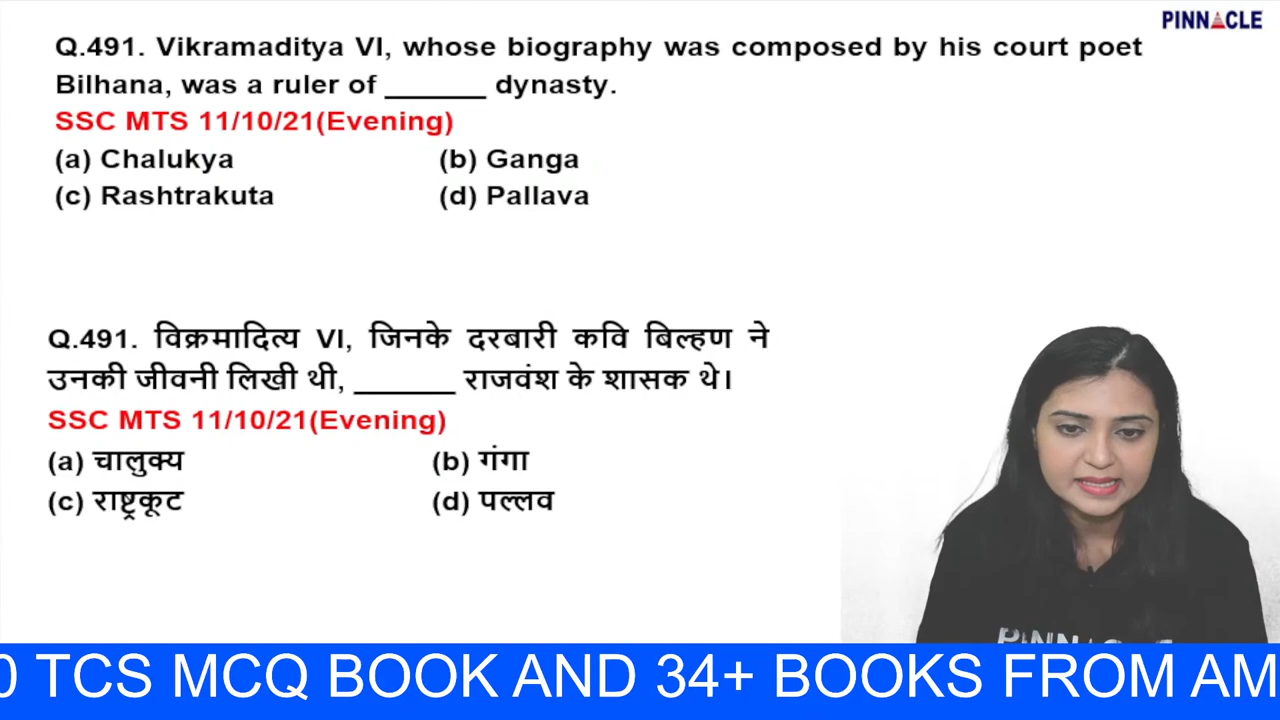 PINNACLE
Q.491. Vikramaditya VI, whose biography was composed by his court poet
Bilhana, was a ruler of ______ dynasty.
SSC MTS 11/10/21(Evening)
(a) Chalukya (b) Ganga
(c) Rashtrakuta (d) Pallava
Q.491. विक्रमादित्य VI, जिनके दरबारी कवि बिल्हण ने
उनकी जीवनी लिखी थी, ______ राजवंश के शासक थे।
SSC MTS 11/10/21(Evening)
(a) चालुक्य (b) गंगा
(c) राष्ट्रकूट (d) पल्लव
0 TCS MCQ BOOK AND 34+ BOOKS FROM AM